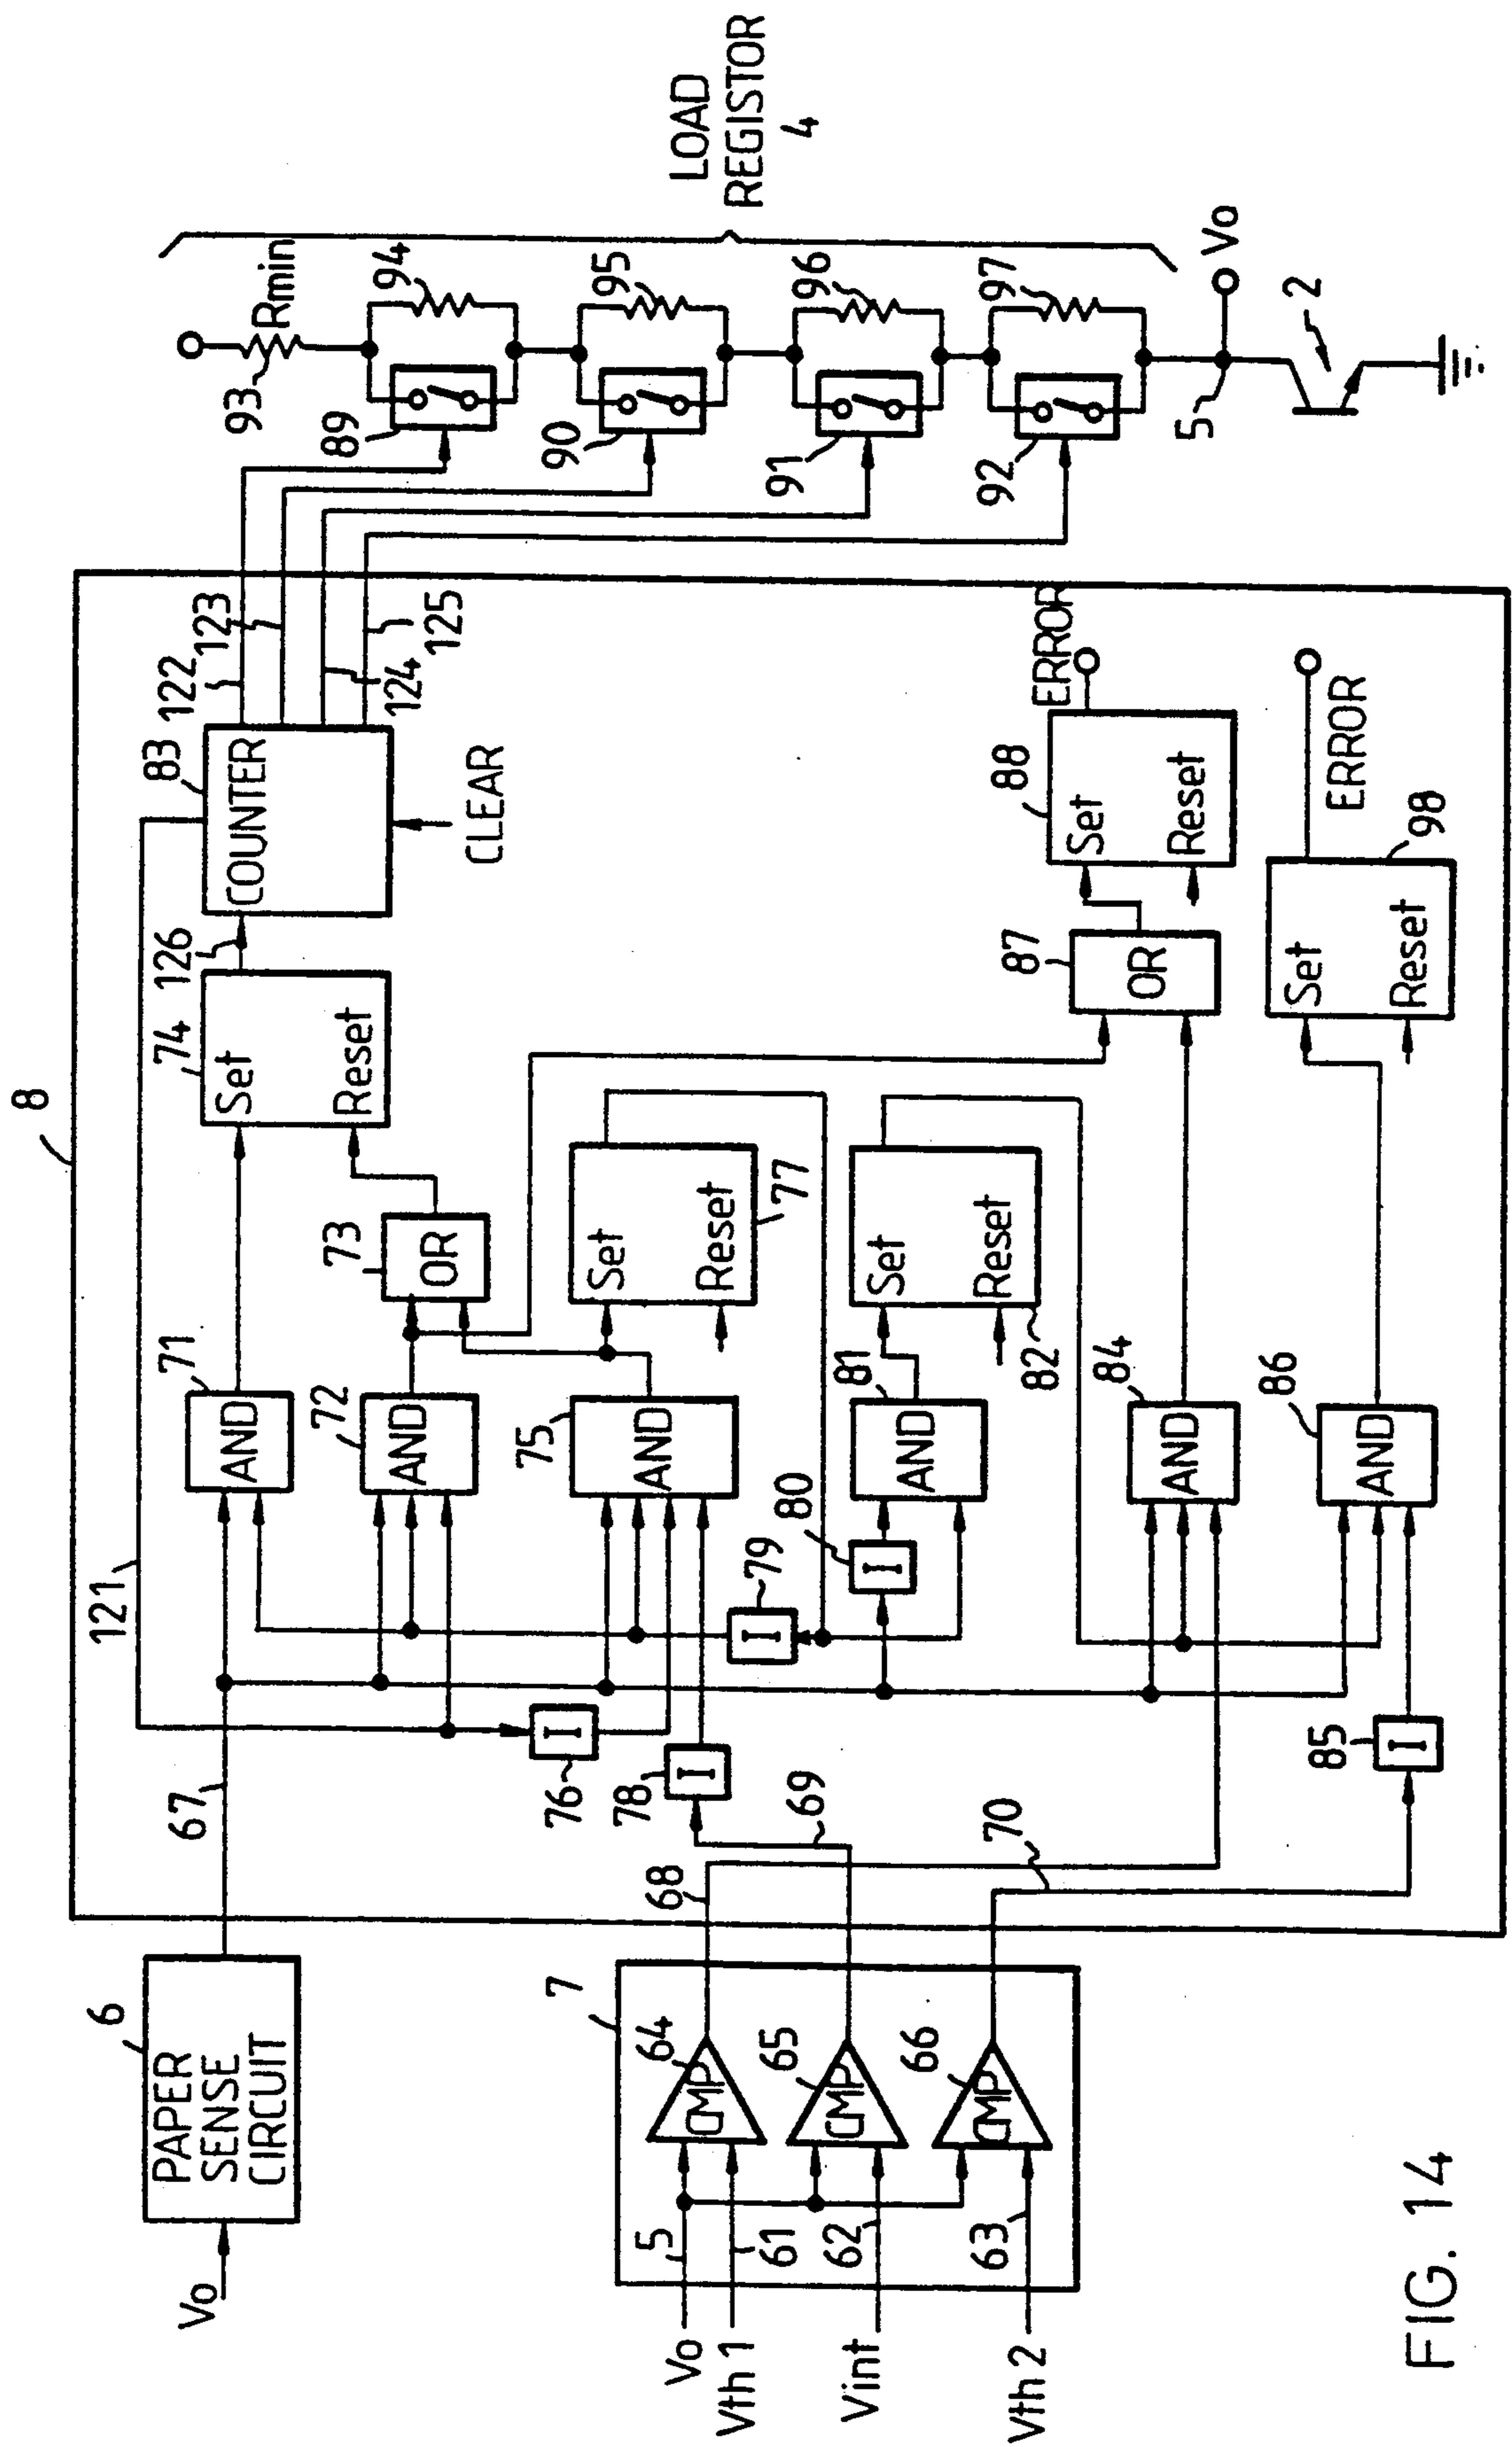 8
6
PAPER
SENSE
CIRCUIT
Vo
67
121
71
AND
74
Set
Reset
126
83
COUNTER
CLEAR
122
123
124
125
72
AND
73
OR
75
AND
76
I
78
I
79
I
77
Set
Reset
80
I
81
AND
82
Set
Reset
84
AND
85
I
86
AND
87
OR
88
Set
Reset
ERROR
98
Set
Reset
ERROR
7
Vo
5
Vth 1
61
Vint
62
Vth 2
63
64
CMP
65
CMP
66
CMP
68
69
70
93
Rmin
89
94
90
95
91
96
92
97
5
Vo
2
LOAD
REGISTOR
4
FIG. 14